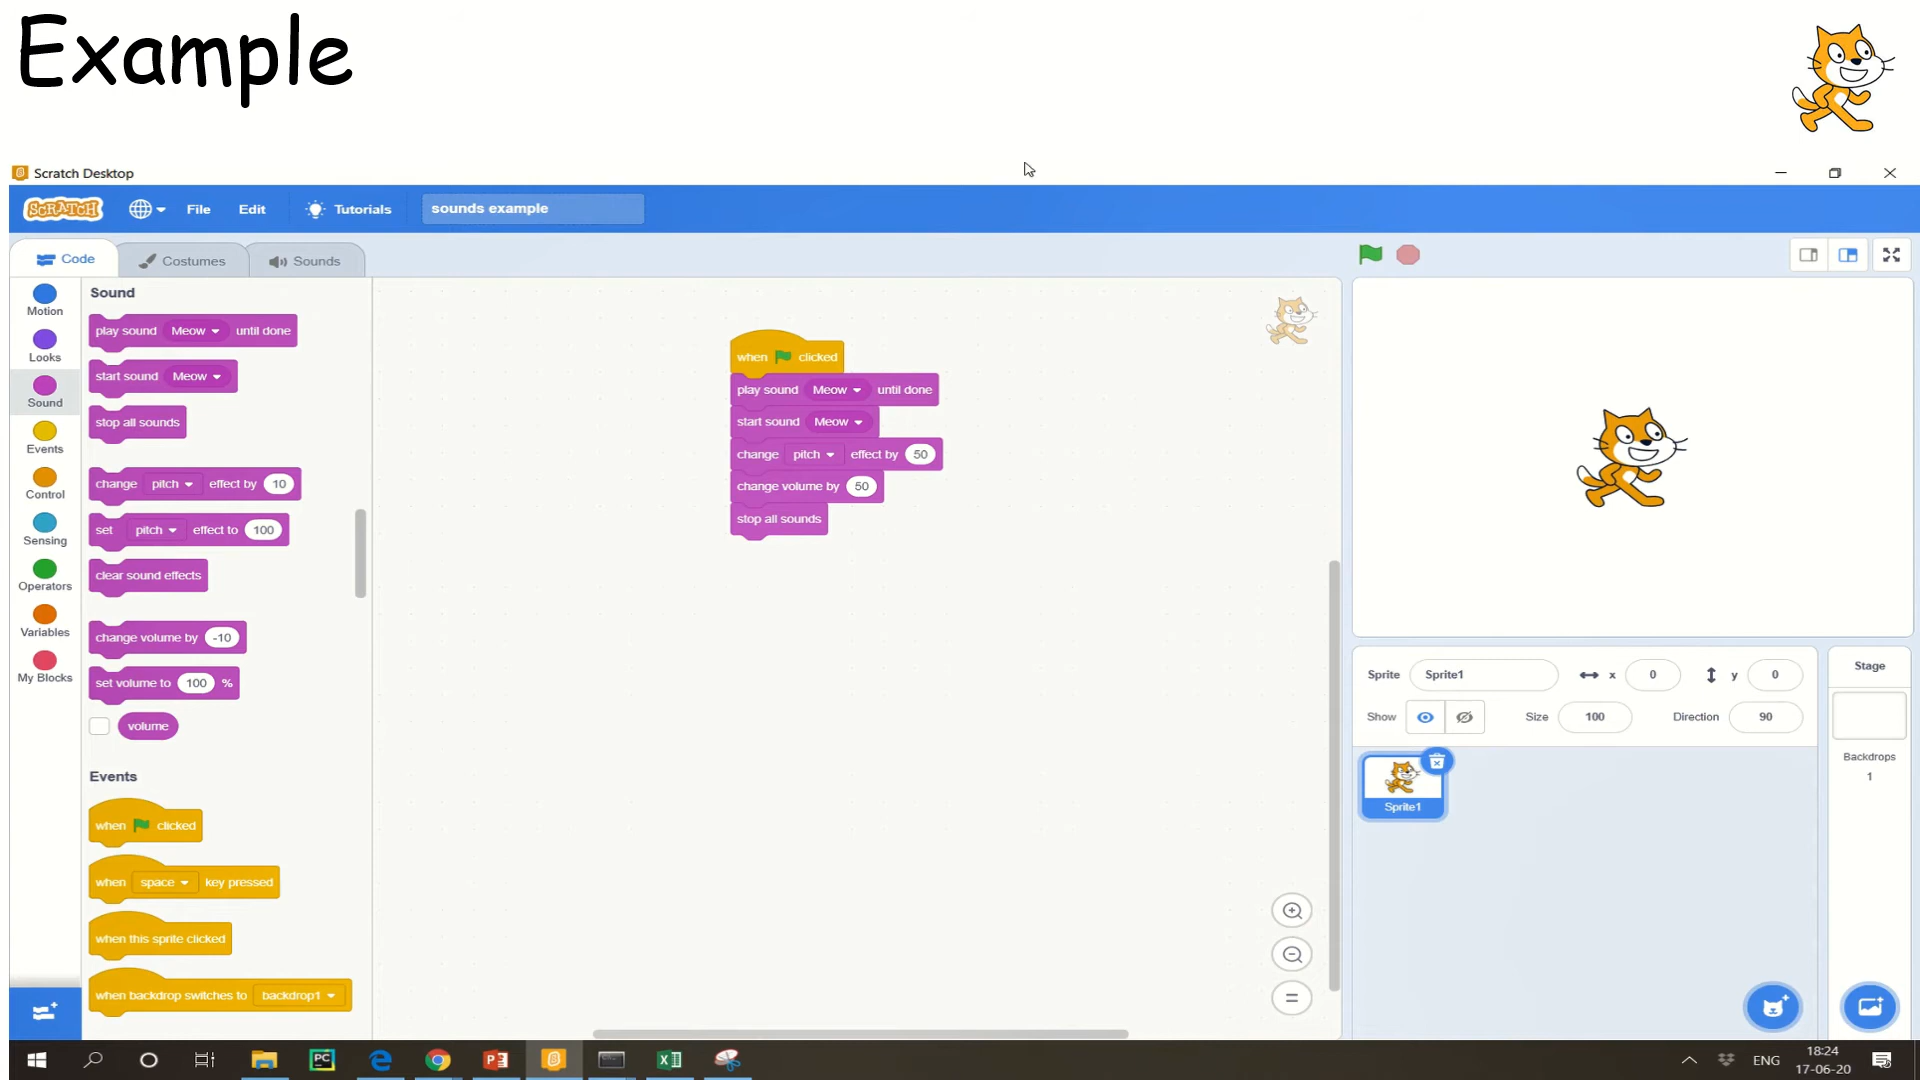 Example
Scratch Desktop
SCRATCH
File
Edit
Tutorials
sounds example
Code
Costumes
Sounds
Motion
Looks
Sound
Events
Control
Sensing
Operators
Variables
My Blocks
Sound
play sound Meow until done
start sound Meow
stop all sounds
change pitch effect by 10
set pitch effect to 100
clear sound effects
change volume by -10
set volume to 100 %
volume
Events
when clicked
when space key pressed
when this sprite clicked
when backdrop switches to backdrop1
when clicked
play sound Meow until done
start sound Meow
change pitch effect by 50
change volume by 50
stop all sounds
Sprite Sprite1 x 0 y 0
Show Size 100 Direction 90
Sprite1
Stage
Backdrops
1
PC
ENG
18:24
17-06-20